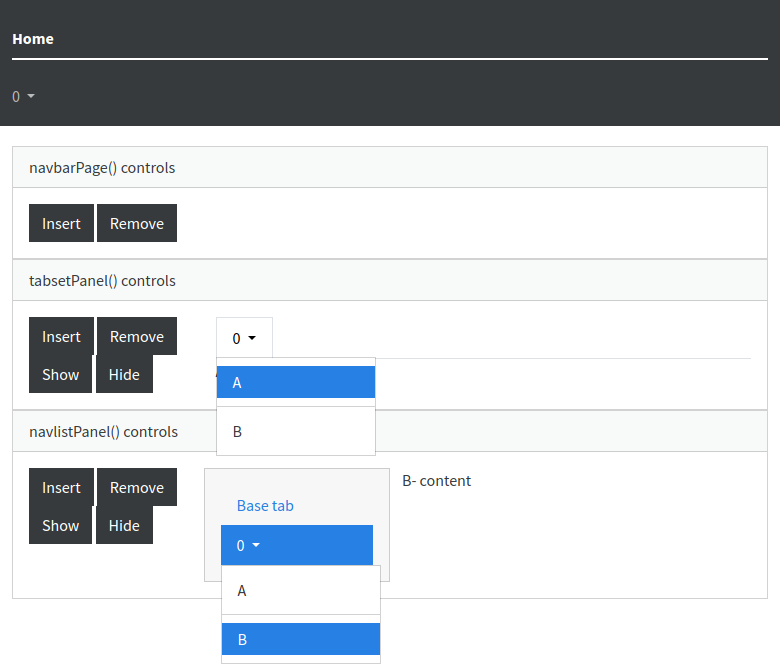 Home
0
navbarPage() controls
Insert Remove
tabsetPanel() controls
Insert Remove 0
Show Hide
A
B
navlistPanel() controls
Insert Remove
Show Hide
Base tab
0
A
B
B- content